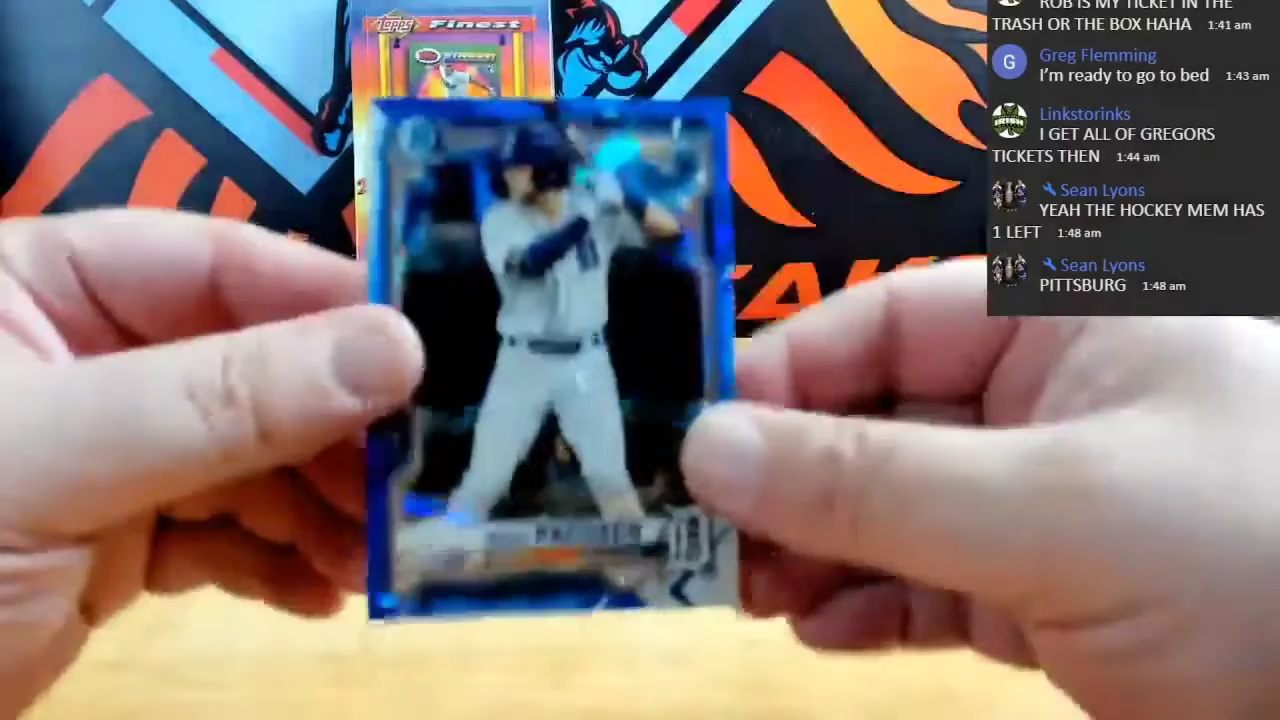 ROB IS MY TICKET IN THE
TRASH OR THE BOX HAHA 1:41 am
G
Greg Flemming
I'm ready to go to bed 1:43 am
IRISH
Linkstorinks
I GET ALL OF GREGORS
TICKETS THEN 1:44 am
Sean Lyons
YEAH THE HOCKEY MEM HAS
1 LEFT 1:48 am
Sean Lyons
PITTSBURG 1:48 am
Topps Finest